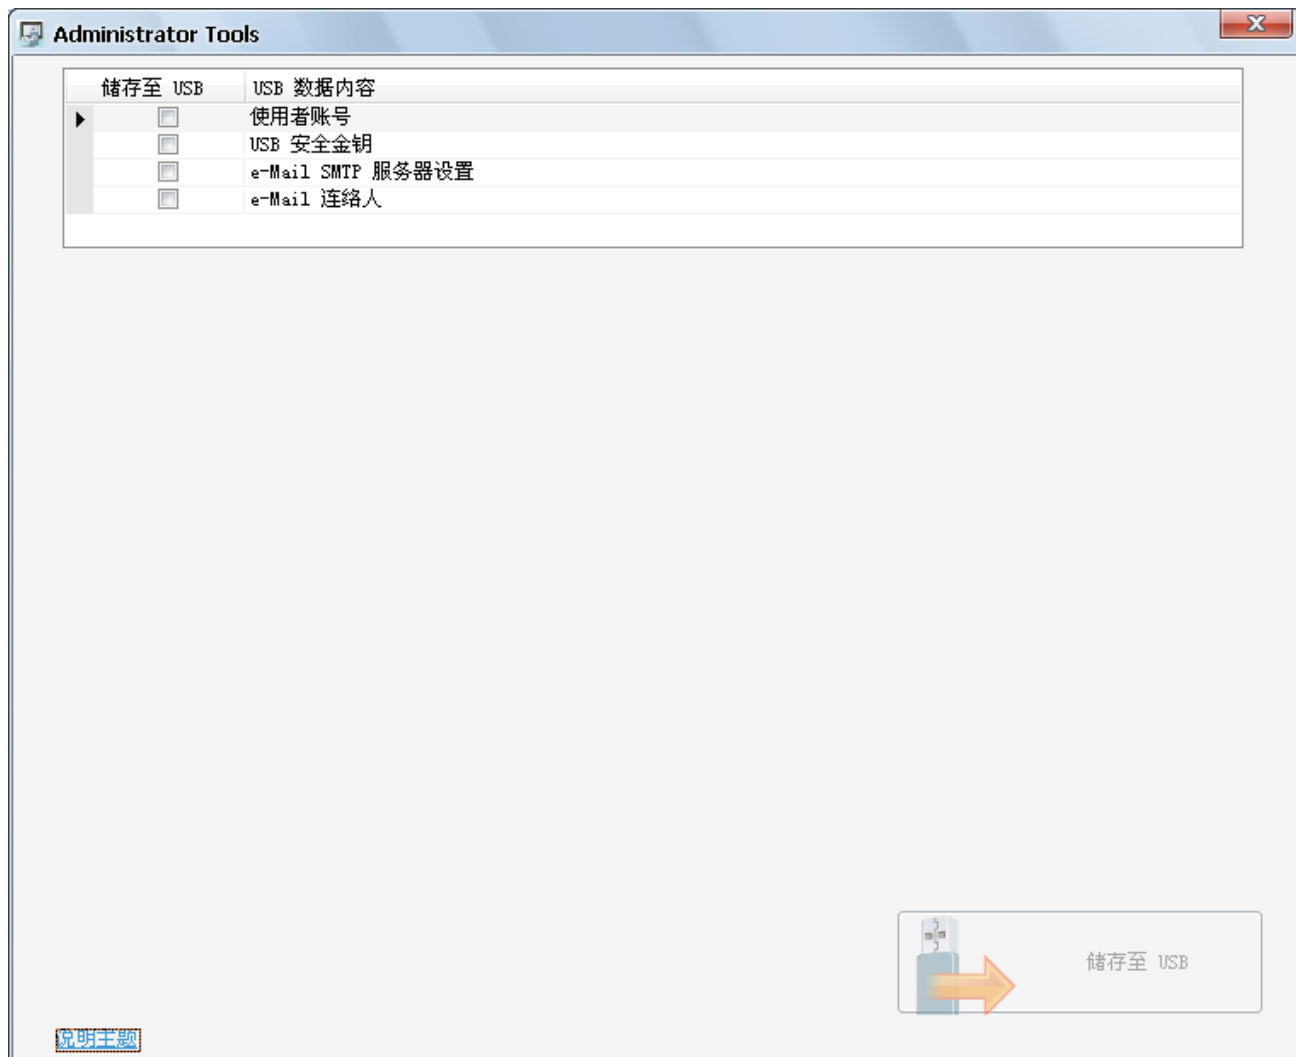 Administrator Tools
储存至 USB USB 数据内容
使用者账号
USB 安全金钥
e-Mail SMTP 服务器设置
e-Mail 连络人
储存至 USB
说明主题